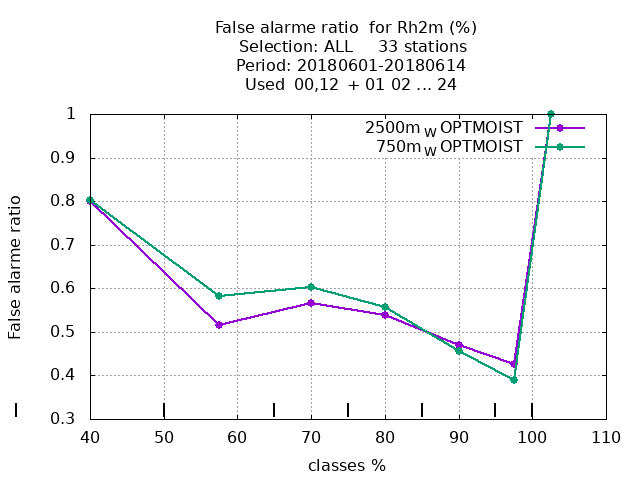 False alarme ratio  for Rh2m (%)
Selection: ALL     33 stations
Period: 20180601-20180614
Used  00,12  + 01 02 ... 24
2500m W OPTMOIST
750m W OPTMOIST
False alarme ratio
1
0.9
0.8
0.7
0.6
0.5
0.4
0.3
40 50 60 70 80 90 100 110
classes %